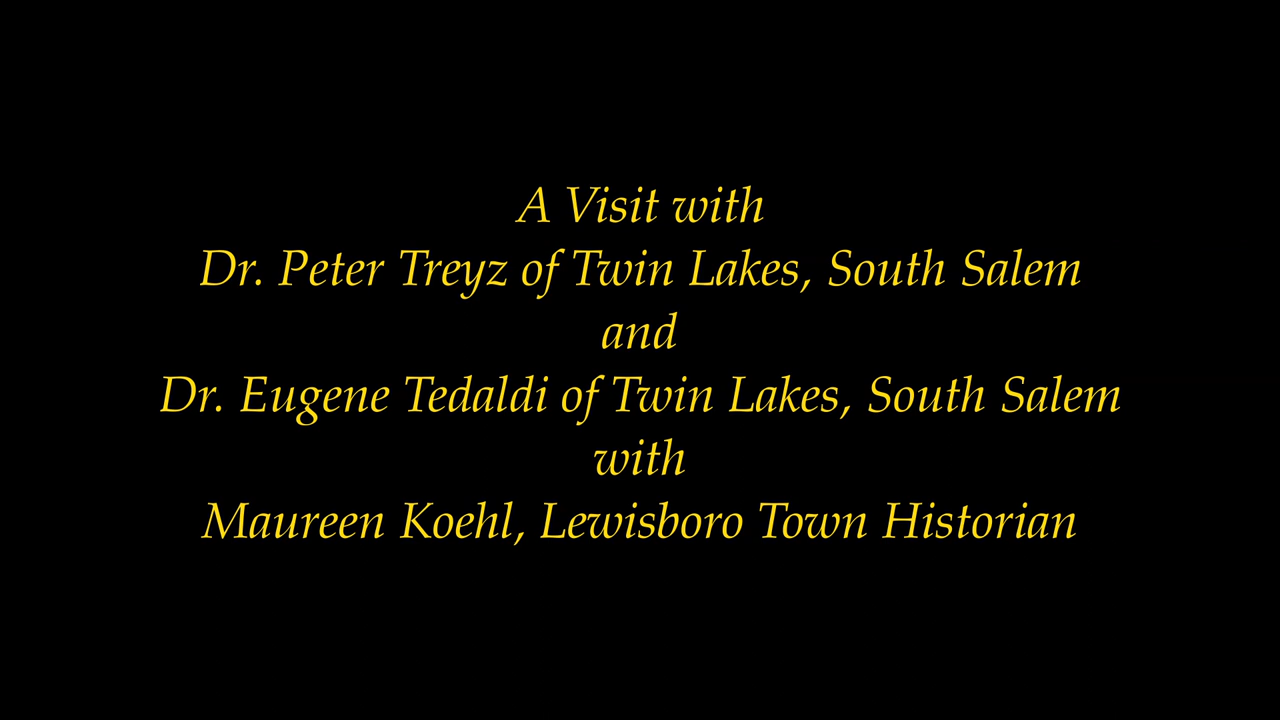 A Visit with
Dr. Peter Treyz of Twin Lakes, South Salem
and
Dr. Eugene Tedaldi of Twin Lakes, South Salem
with
Maureen Koehl, Lewisboro Town Historian